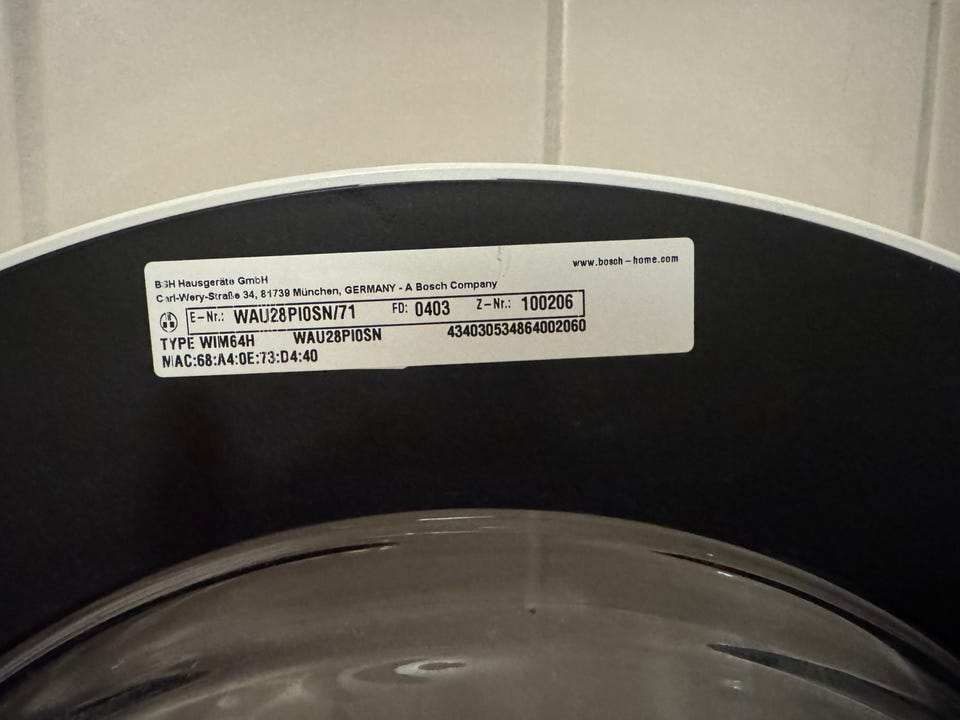 BSH Hausgeräte GmbH
www.bosch-home.com
Carl-Wery-Straße 34, 81739 München, GERMANY - A Bosch Company
E-Nr.: WAU28PI0SN/71 FD: 0403 Z-Nr.: 100206
TYPE WIM64H WAU28PI0SN 434030534864002060
MAC:68:A4:0E:73:D4:40